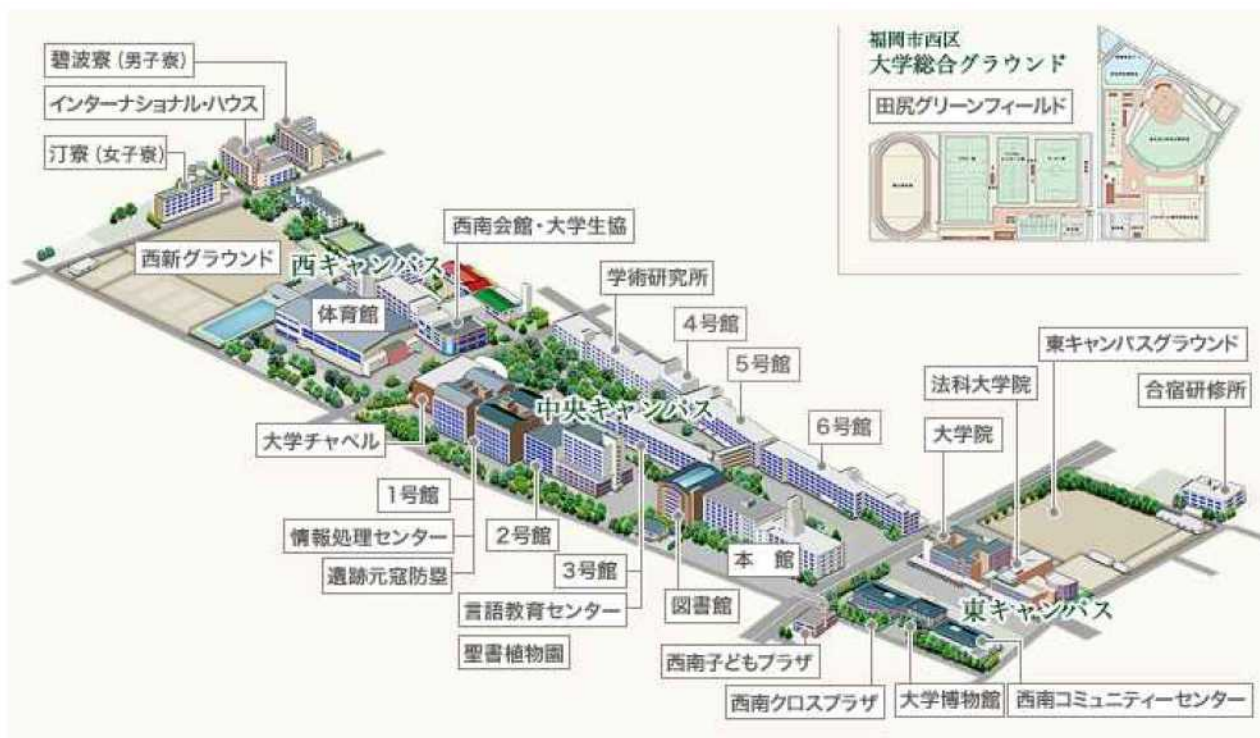 碧波寮(男子寮)
インターナショナル・ハウス
汀寮(女子寮)
福岡市西区
大学総合グラウンド
田尻グリーンフィールド
西新グラウンド
西キャンパス
体育館
西南会館・大学生協
学術研究所
4号館
5号館
6号館
東キャンパスグラウンド
法科大学院
合宿研修所
大学院
中央キャンパス
大学チャペル
1号館
情報処理センター
遺跡元寇防塁
2号館
3号館
言語教育センター
聖書植物園
図書館
本 館
東キャンパス
西南子どもプラザ
西南クロスプラザ
大学博物館
西南コミュニティーセンター